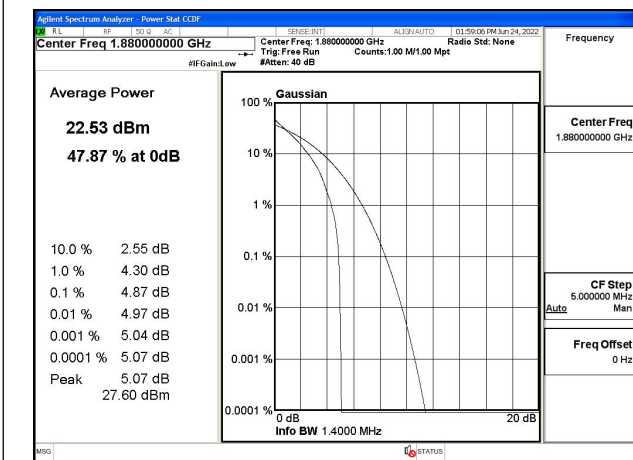 Agilent Spectrum Analyzer - Power Stat CCDF
RL RF 50 Ω AC SENSE:INT ALIGN AUTO 01:59:06 PM Jun 24, 2022
Center Freq 1.880000000 GHz
Center Freq: 1.880000000 GHz Radio Std: None
Trig: Free Run Counts:1.00 M/1.00 Mpt
#IFGain:Low #Atten: 40 dB
Frequency
Average Power
22.53 dBm
47.87 % at 0dB
10.0 % 2.55 dB
1.0 % 4.30 dB
0.1 % 4.87 dB
0.01 % 4.97 dB
0.001 % 5.04 dB
0.0001 % 5.07 dB
Peak 5.07 dB
27.60 dBm
Gaussian
100 %
10 %
1 %
0.1 %
0.01 %
0.001 %
0.0001 %
0 dB 20 dB
Info BW 1.4000 MHz
Center Freq
1.880000000 GHz
CF Step
5.000000 MHz
Auto Man
Freq Offset
0 Hz
MSG STATUS